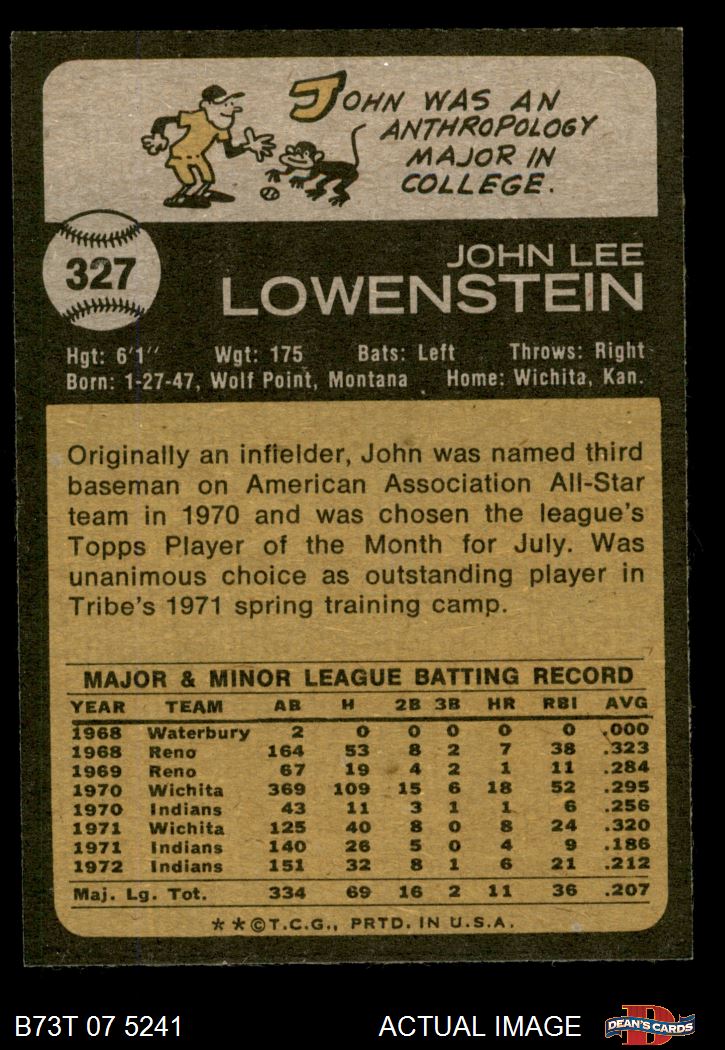 JOHN WAS AN
ANTHROPOLOGY
MAJOR IN
COLLEGE.
327
JOHN LEE
LOWENSTEIN
Hgt: 6'1" Wgt: 175 Bats: Left Throws: Right
Born: 1-27-47, Wolf Point, Montana Home: Wichita, Kan.
Originally an infielder, John was named third
baseman on American Association All-Star
team in 1970 and was chosen the league's
Topps Player of the Month for July. Was
unanimous choice as outstanding player in
Tribe's 1971 spring training camp.
MAJOR & MINOR LEAGUE BATTING RECORD
YEAR TEAM AB H 2B 3B HR RBI AVG
1968 Waterbury 2 0 0 0 0 0 .000
1968 Reno 164 53 8 2 7 38 .323
1969 Reno 67 19 4 2 1 11 .284
1970 Wichita 369 109 15 6 18 52 .295
1970 Indians 43 11 3 1 1 6 .256
1971 Wichita 125 40 8 0 8 24 .320
1971 Indians 140 26 5 0 4 9 .186
1972 Indians 151 32 8 1 6 21 .212
Maj. Lg. Tot. 334 69 16 2 11 36 .207
**©T.C.G., PRTD. IN U.S.A.
B73T 07 5241 ACTUAL IMAGE DEAN'S CARDS